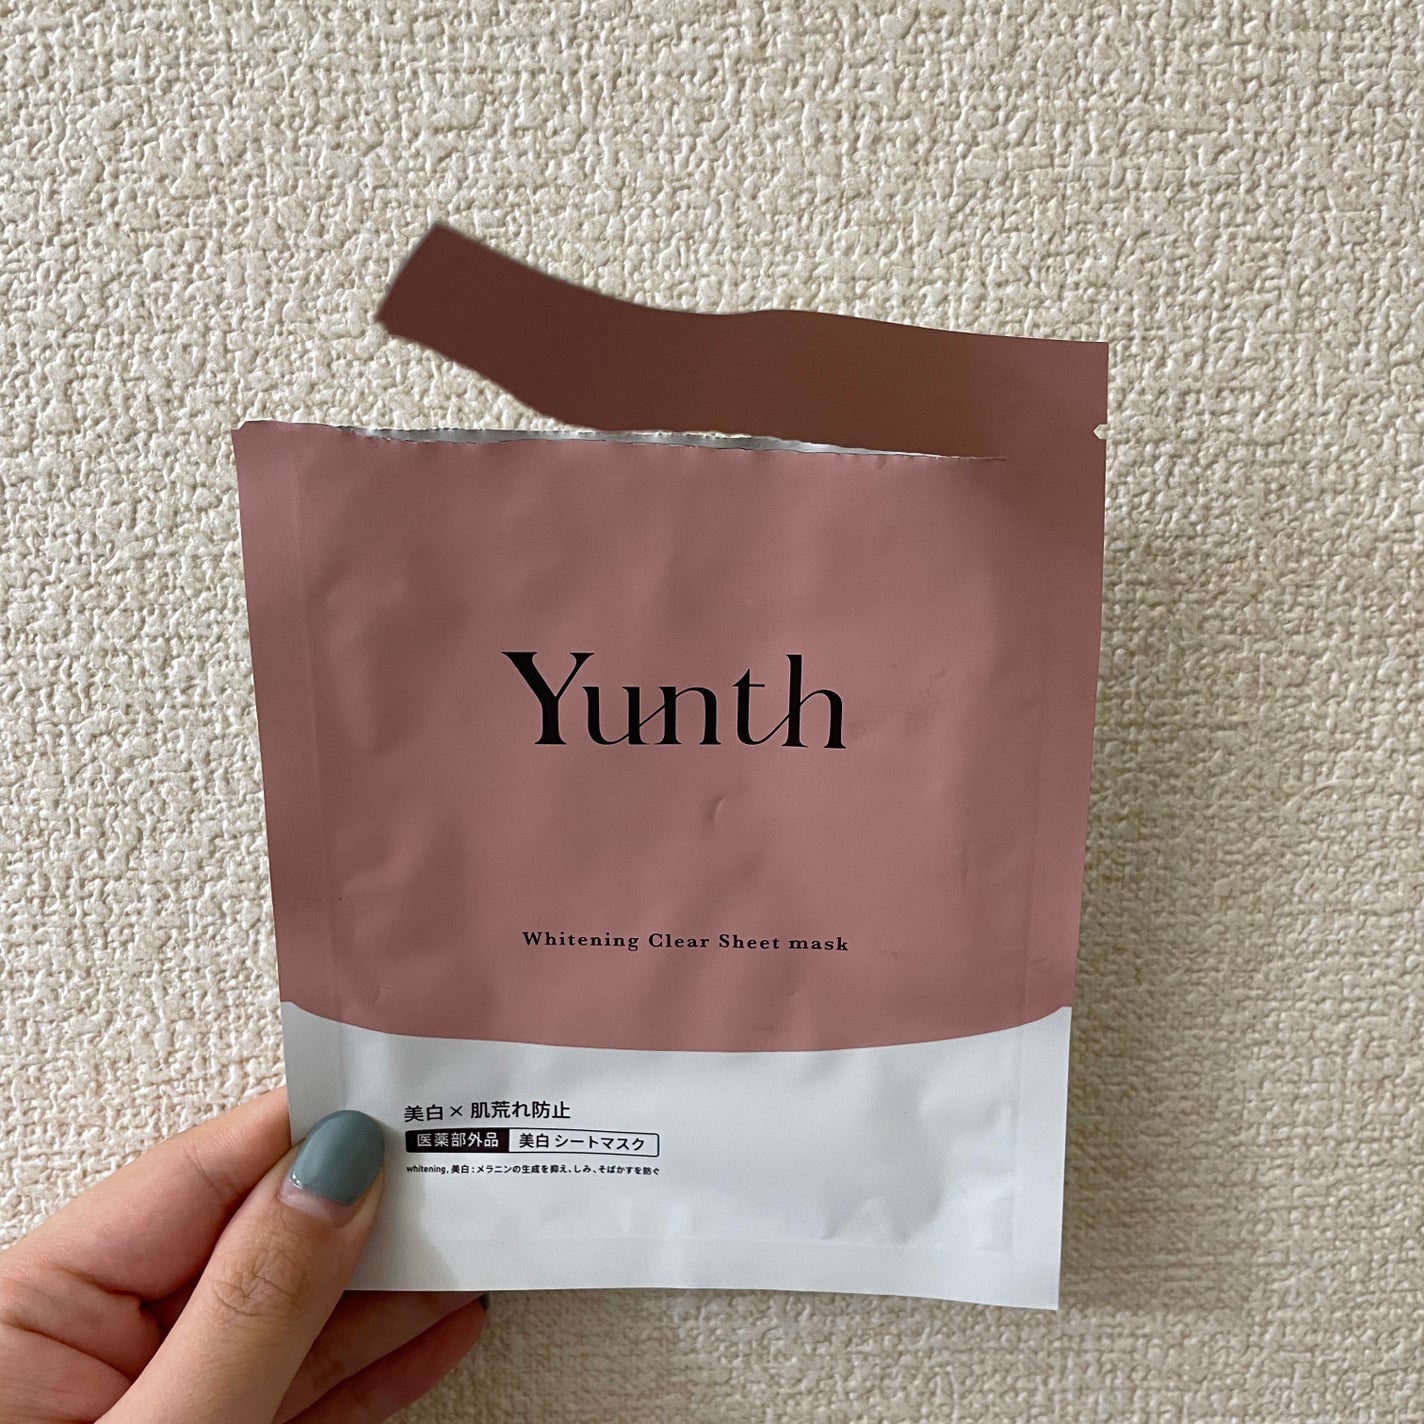 Yunth
Whitening Clear Sheet mask
美白×肌荒れ防止
医薬部外品 美白 シートマスク
whitening, 美白：メラニンの生成を抑え、しみ、そばかすを防ぐ